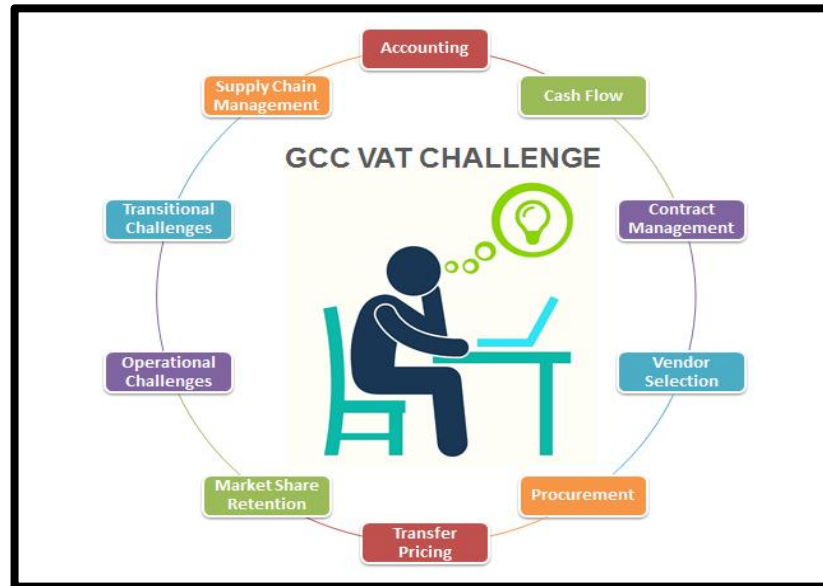 Accounting
Cash Flow
Contract
Management
Vendor
Selection
Procurement
Transfer
Pricing
Market Share
Retention
Operational
Challenges
Transitional
Challenges
Supply Chain
Management
GCC VAT CHALLENGE